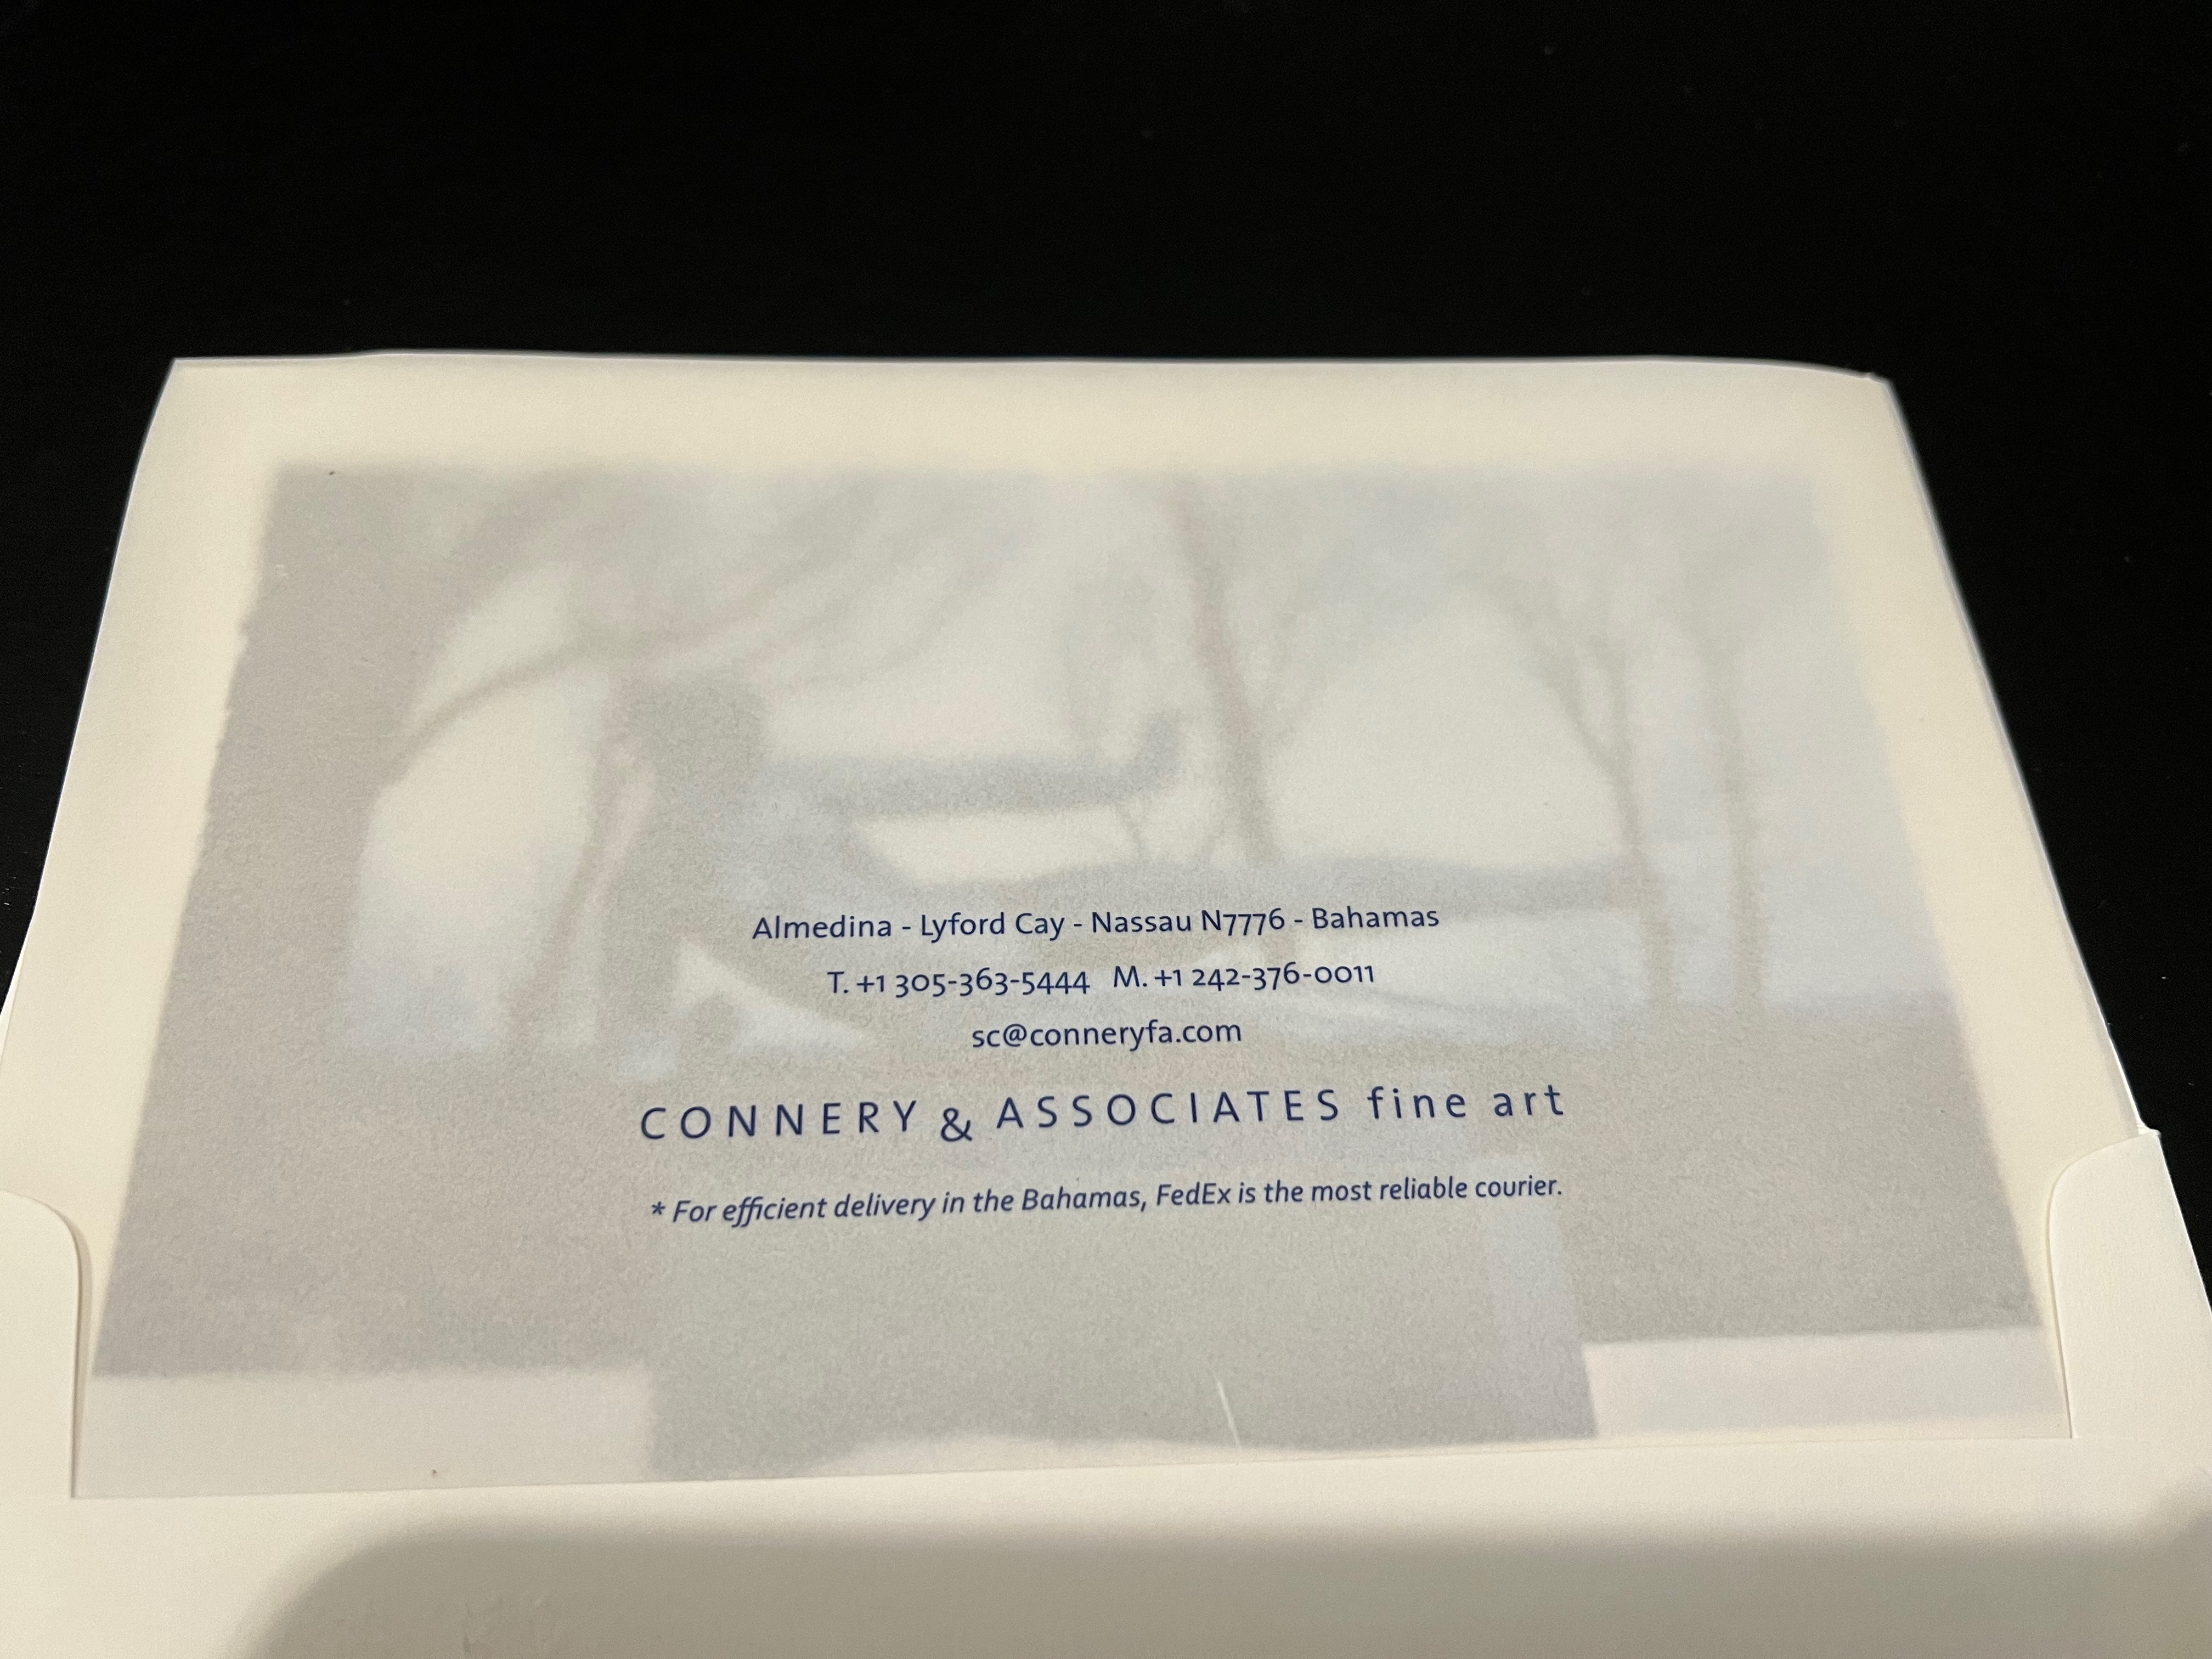 Almedina - Lyford Cay - Nassau N7776 - Bahamas
T. +1 305-363-5444 M. +1 242-376-0011
sc@conneryfa.com
CONNERY & ASSOCIATES fine art
* For efficient delivery in the Bahamas, FedEx is the most reliable courier.